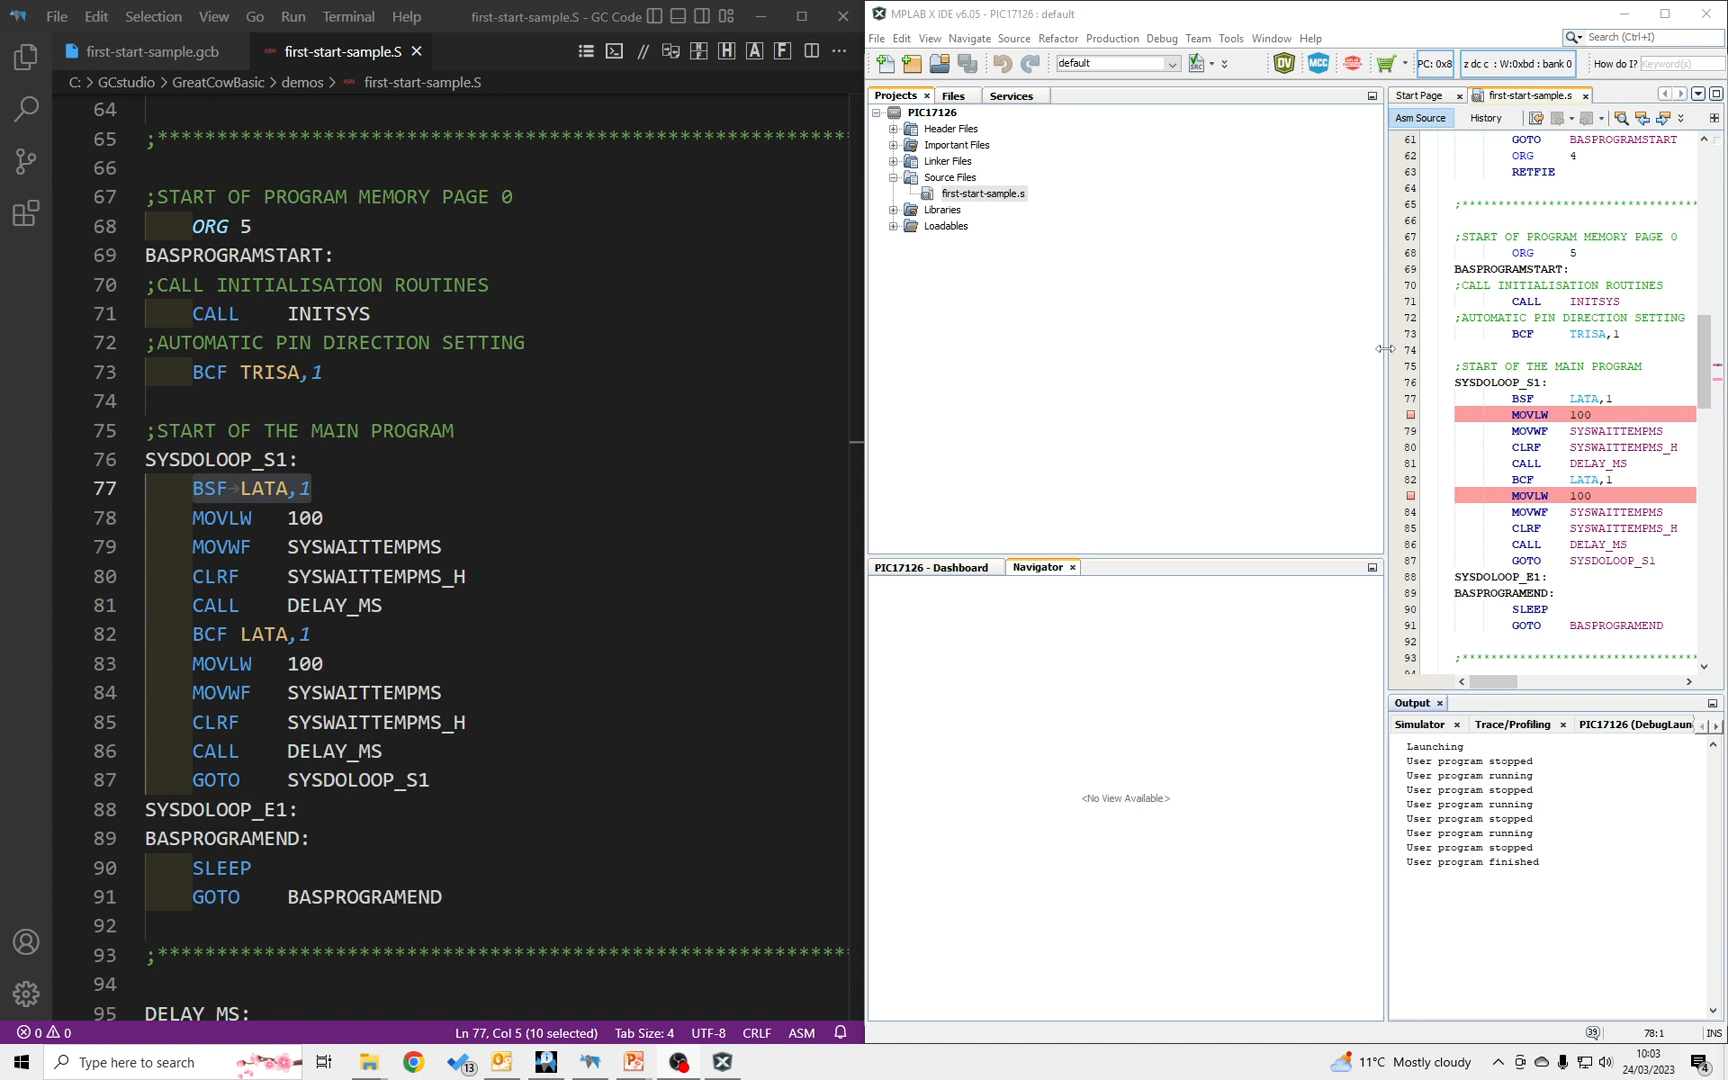 File Edit Selection View Go Run Terminal Help first-start-sample.S - GC Code
first-start-sample.gcb
first-start-sample.S
C: > GCstudio > GreatCowBasic > demos > first-start-sample.S
64
65 ;***********************************************************
66
67 ;START OF PROGRAM MEMORY PAGE 0
68 ORG 5
69 BASPROGRAMSTART:
70 ;CALL INITIALISATION ROUTINES
71 CALL INITSYS
72 ;AUTOMATIC PIN DIRECTION SETTING
73 BCF TRISA,1
74
75 ;START OF THE MAIN PROGRAM
76 SYSDOLOOP_S1:
77 BSF→LATA,1
78 MOVLW 100
79 MOVWF SYSWAITTEMPMS
80 CLRF SYSWAITTEMPMS_H
81 CALL DELAY_MS
82 BCF LATA,1
83 MOVLW 100
84 MOVWF SYSWAITTEMPMS
85 CLRF SYSWAITTEMPMS_H
86 CALL DELAY_MS
87 GOTO SYSDOLOOP_S1
88 SYSDOLOOP_E1:
89 BASPROGRAMEND:
90 SLEEP
91 GOTO BASPROGRAMEND
92
93 ;***********************************************************
94
95 DELAY_MS:
0 0 Ln 77, Col 5 (10 selected) Tab Size: 4 UTF-8 CRLF ASM
MPLAB X IDE v6.05 - PIC17126 : default
File Edit View Navigate Source Refactor Production Debug Team Tools Window Help
Search (Ctrl+I)
default
DV MCC PC: 0x8 z dc c : W:0xbd : bank 0 How do I? Keyword(s)
Projects Files Services
PIC17126
Header Files
Important Files
Linker Files
Source Files
first-start-sample.s
Libraries
Loadables
PIC17126 - Dashboard Navigator
<No View Available>
Start Page first-start-sample.s
Asm Source History
61 GOTO BASPROGRAMSTART
62 ORG 4
63 RETFIE
64
65 ;*******************************
66
67 ;START OF PROGRAM MEMORY PAGE 0
68 ORG 5
69 BASPROGRAMSTART:
70 ;CALL INITIALISATION ROUTINES
71 CALL INITSYS
72 ;AUTOMATIC PIN DIRECTION SETTING
73 BCF TRISA,1
74
75 ;START OF THE MAIN PROGRAM
76 SYSDOLOOP_S1:
77 BSF LATA,1
MOVLW 100
79 MOVWF SYSWAITTEMPMS
80 CLRF SYSWAITTEMPMS_H
81 CALL DELAY_MS
82 BCF LATA,1
MOVLW 100
84 MOVWF SYSWAITTEMPMS
85 CLRF SYSWAITTEMPMS_H
86 CALL DELAY_MS
87 GOTO SYSDOLOOP_S1
88 SYSDOLOOP_E1:
89 BASPROGRAMEND:
90 SLEEP
91 GOTO BASPROGRAMEND
92
93 ;*******************************
94
Output
Simulator Trace/Profiling PIC17126 (DebugLaun
Launching
User program stopped
User program running
User program stopped
User program running
User program stopped
User program running
User program stopped
User program finished
39 78:1 INS
Type here to search
13
11°C Mostly cloudy
10:03
24/03/2023
4